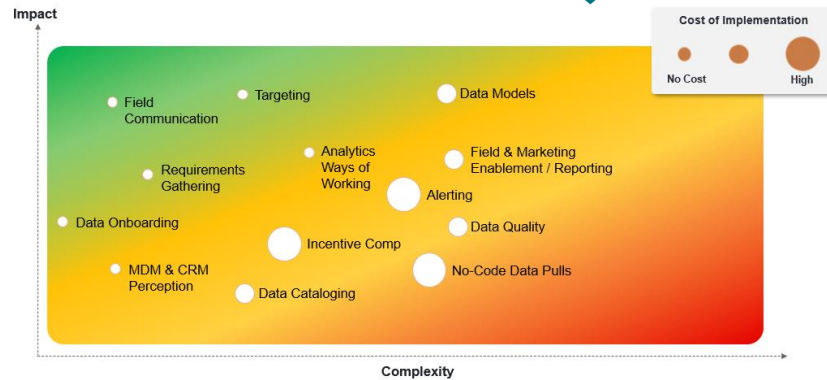 Impact
Cost of Implementation
No Cost
High
Field
Communication
Targeting
Data Models
Analytics
Ways of
Working
Field & Marketing
Enablement / Reporting
Requirements
Gathering
Alerting
Data Onboarding
Data Quality
Incentive Comp
MDM & CRM
Perception
No-Code Data Pulls
Data Cataloging
Complexity